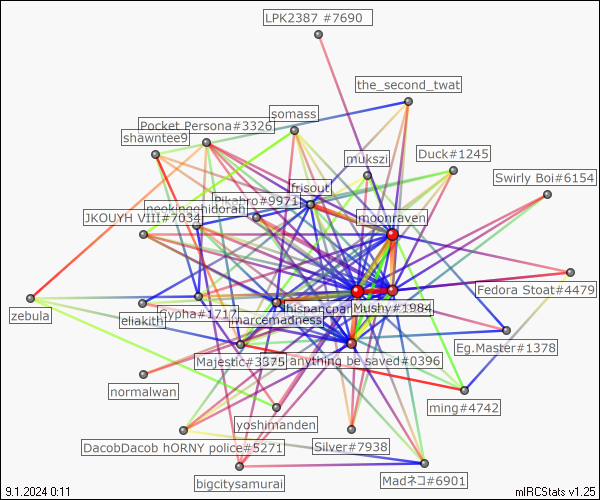 LPK2387 #7690
the_second_twat
somass
Pocket Persona#3326
shawntee9
mukszi
Duck#1245
Swirly Boi#6154
frisout
#9971
JKOUYH VIII#7034
moonraven
Fedora Stoat#4479
zebula
eliakith
Cypha#1717
Mushy#1984
marcemadness
Eg.Master#1378
Majestic#3375
anything be saved#0396
normalwan
ming#4742
yoshimanden
DacobDacob hORNY police#5271
Silver#7938
bigcitysamurai
Madネコ#6901
9.1.2024 0:11
mIRCStats v1.25